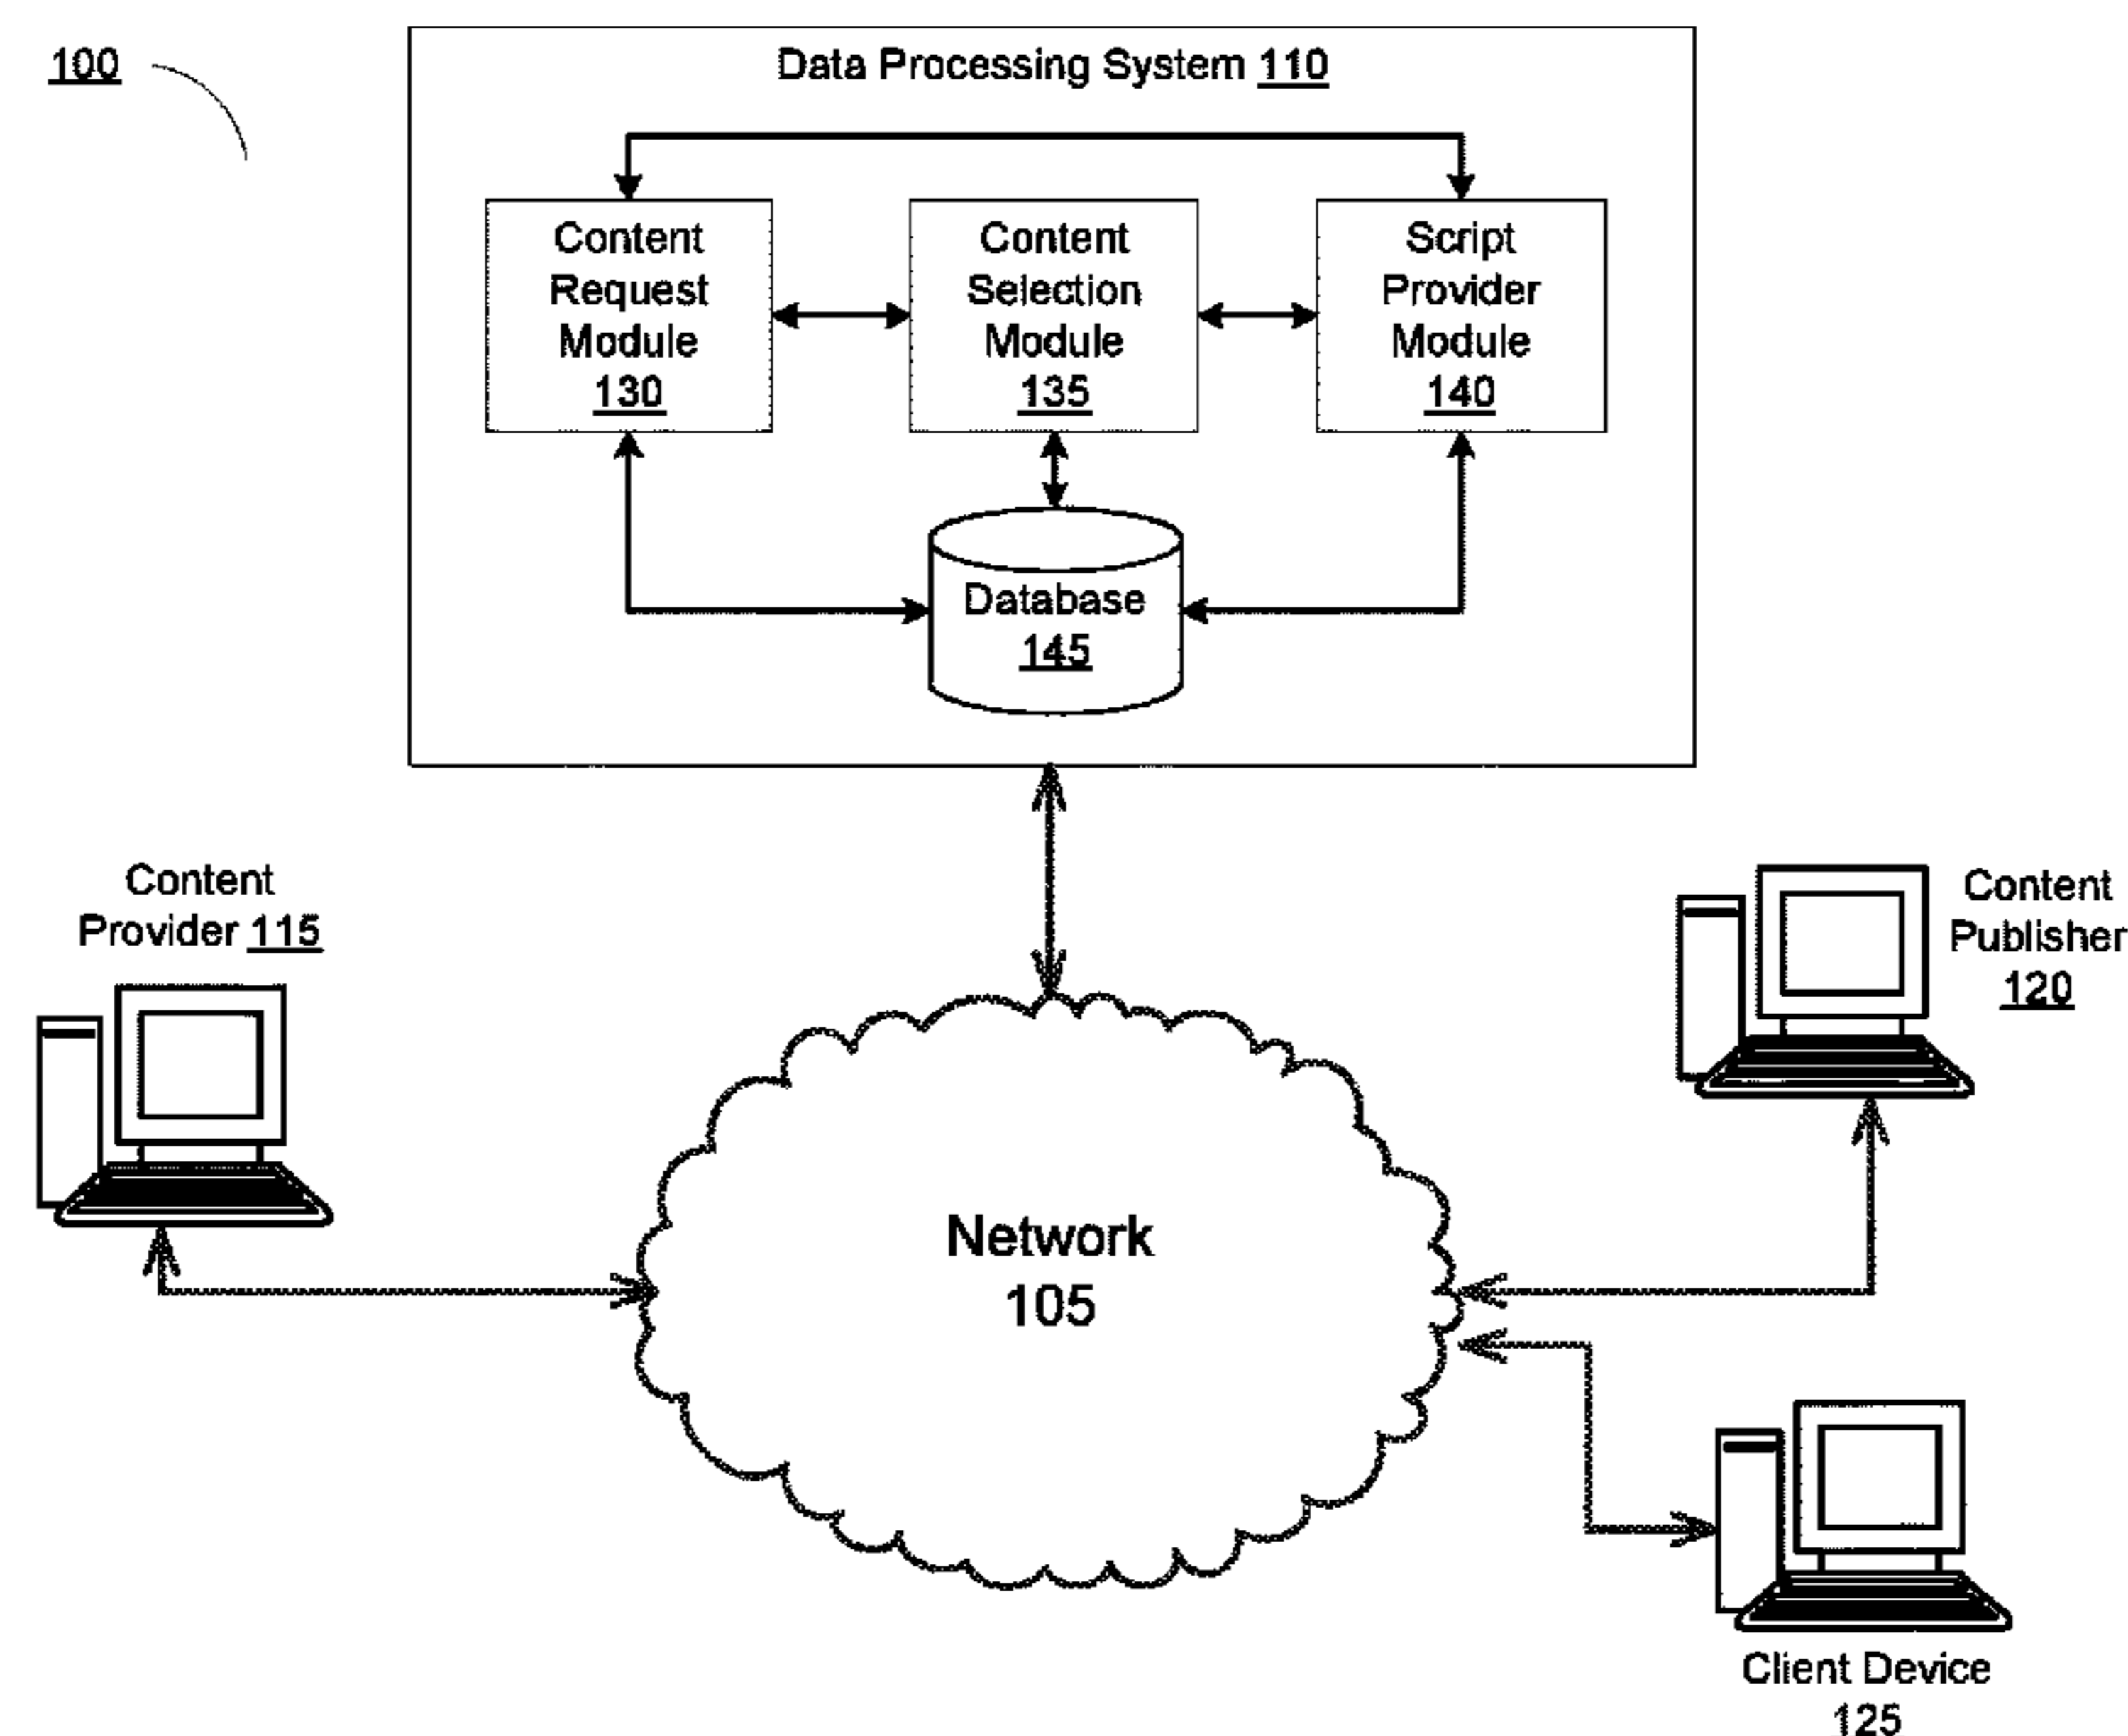 100
Data Processing System 110
Content
Request
Module
130
Content
Selection
Module
135
Script
Provider
Module
140
Database
145
Content
Provider 115
Content
Publisher
120
Network
105
Client Device
125